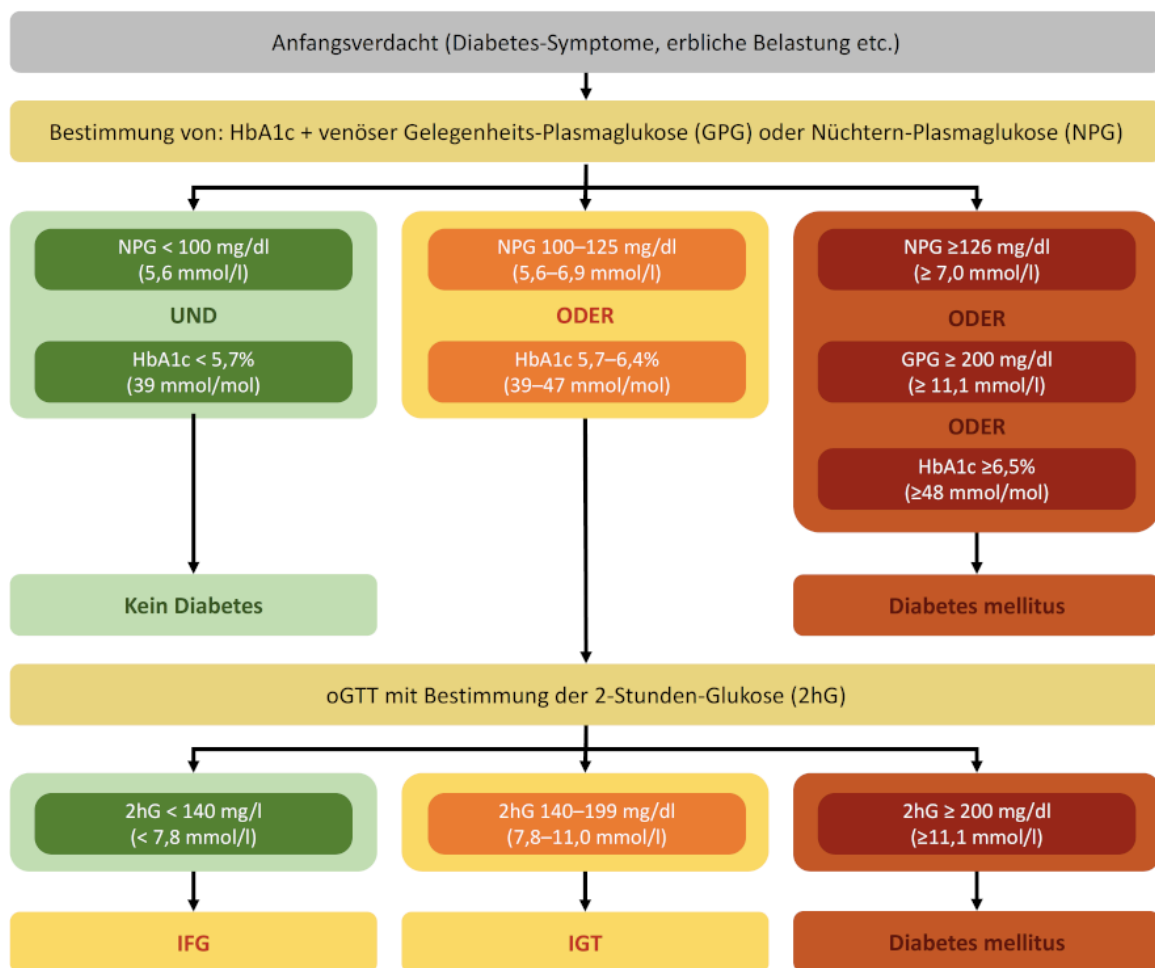 Anfangsverdacht (Diabetes-Symptome, erbliche Belastung etc.)
Bestimmung von: HbA1c + venöser Gelegenheits-Plasmaglukose (GPG) oder Nüchtern-Plasmaglukose (NPG)
NPG < 100 mg/dl
(5,6 mmol/l)
UND
HbA1c < 5,7%
(39 mmol/mol)
NPG 100–125 mg/dl
(5,6–6,9 mmol/l)
ODER
HbA1c 5,7–6,4%
(39–47 mmol/mol)
NPG ≥126 mg/dl
(≥ 7,0 mmol/l)
ODER
GPG ≥ 200 mg/dl
(≥ 11,1 mmol/l)
ODER
HbA1c ≥6,5%
(≥48 mmol/mol)
Kein Diabetes
Diabetes mellitus
oGTT mit Bestimmung der 2-Stunden-Glukose (2hG)
2hG < 140 mg/l
(< 7,8 mmol/l)
2hG 140–199 mg/dl
(7,8–11,0 mmol/l)
2hG ≥ 200 mg/dl
(≥11,1 mmol/l)
IFG
IGT
Diabetes mellitus